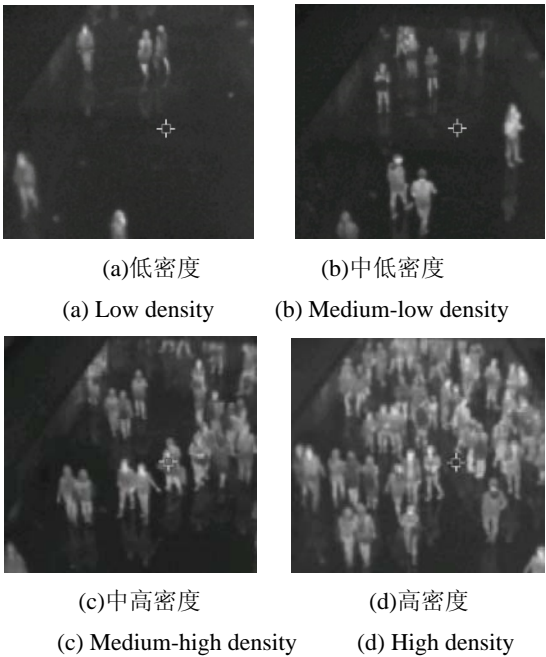 (a)低密度
(b)中低密度
(a) Low density
(b) Medium-low density
(c)中高密度
(d)高密度
(c) Medium-high density
(d) High density